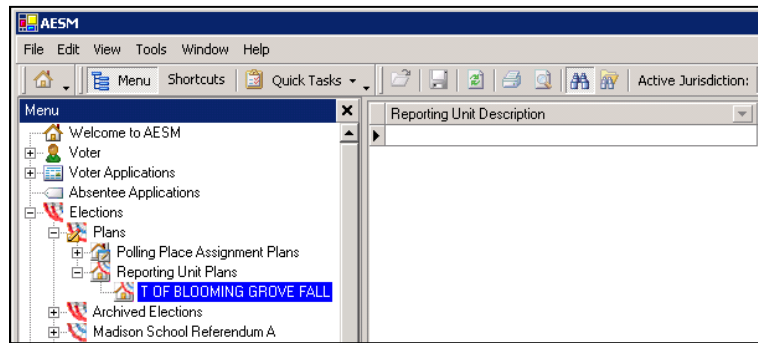 AESM
File Edit View Tools Window Help
Menu Shortcuts Quick Tasks Active Jurisdiction:
Menu
Reporting Unit Description
Welcome to AESM
Voter
Voter Applications
Absentee Applications
Elections
Plans
Polling Place Assignment Plans
Reporting Unit Plans
T OF BLOOMING GROVE FALL
Archived Elections
Madison School Referendum A